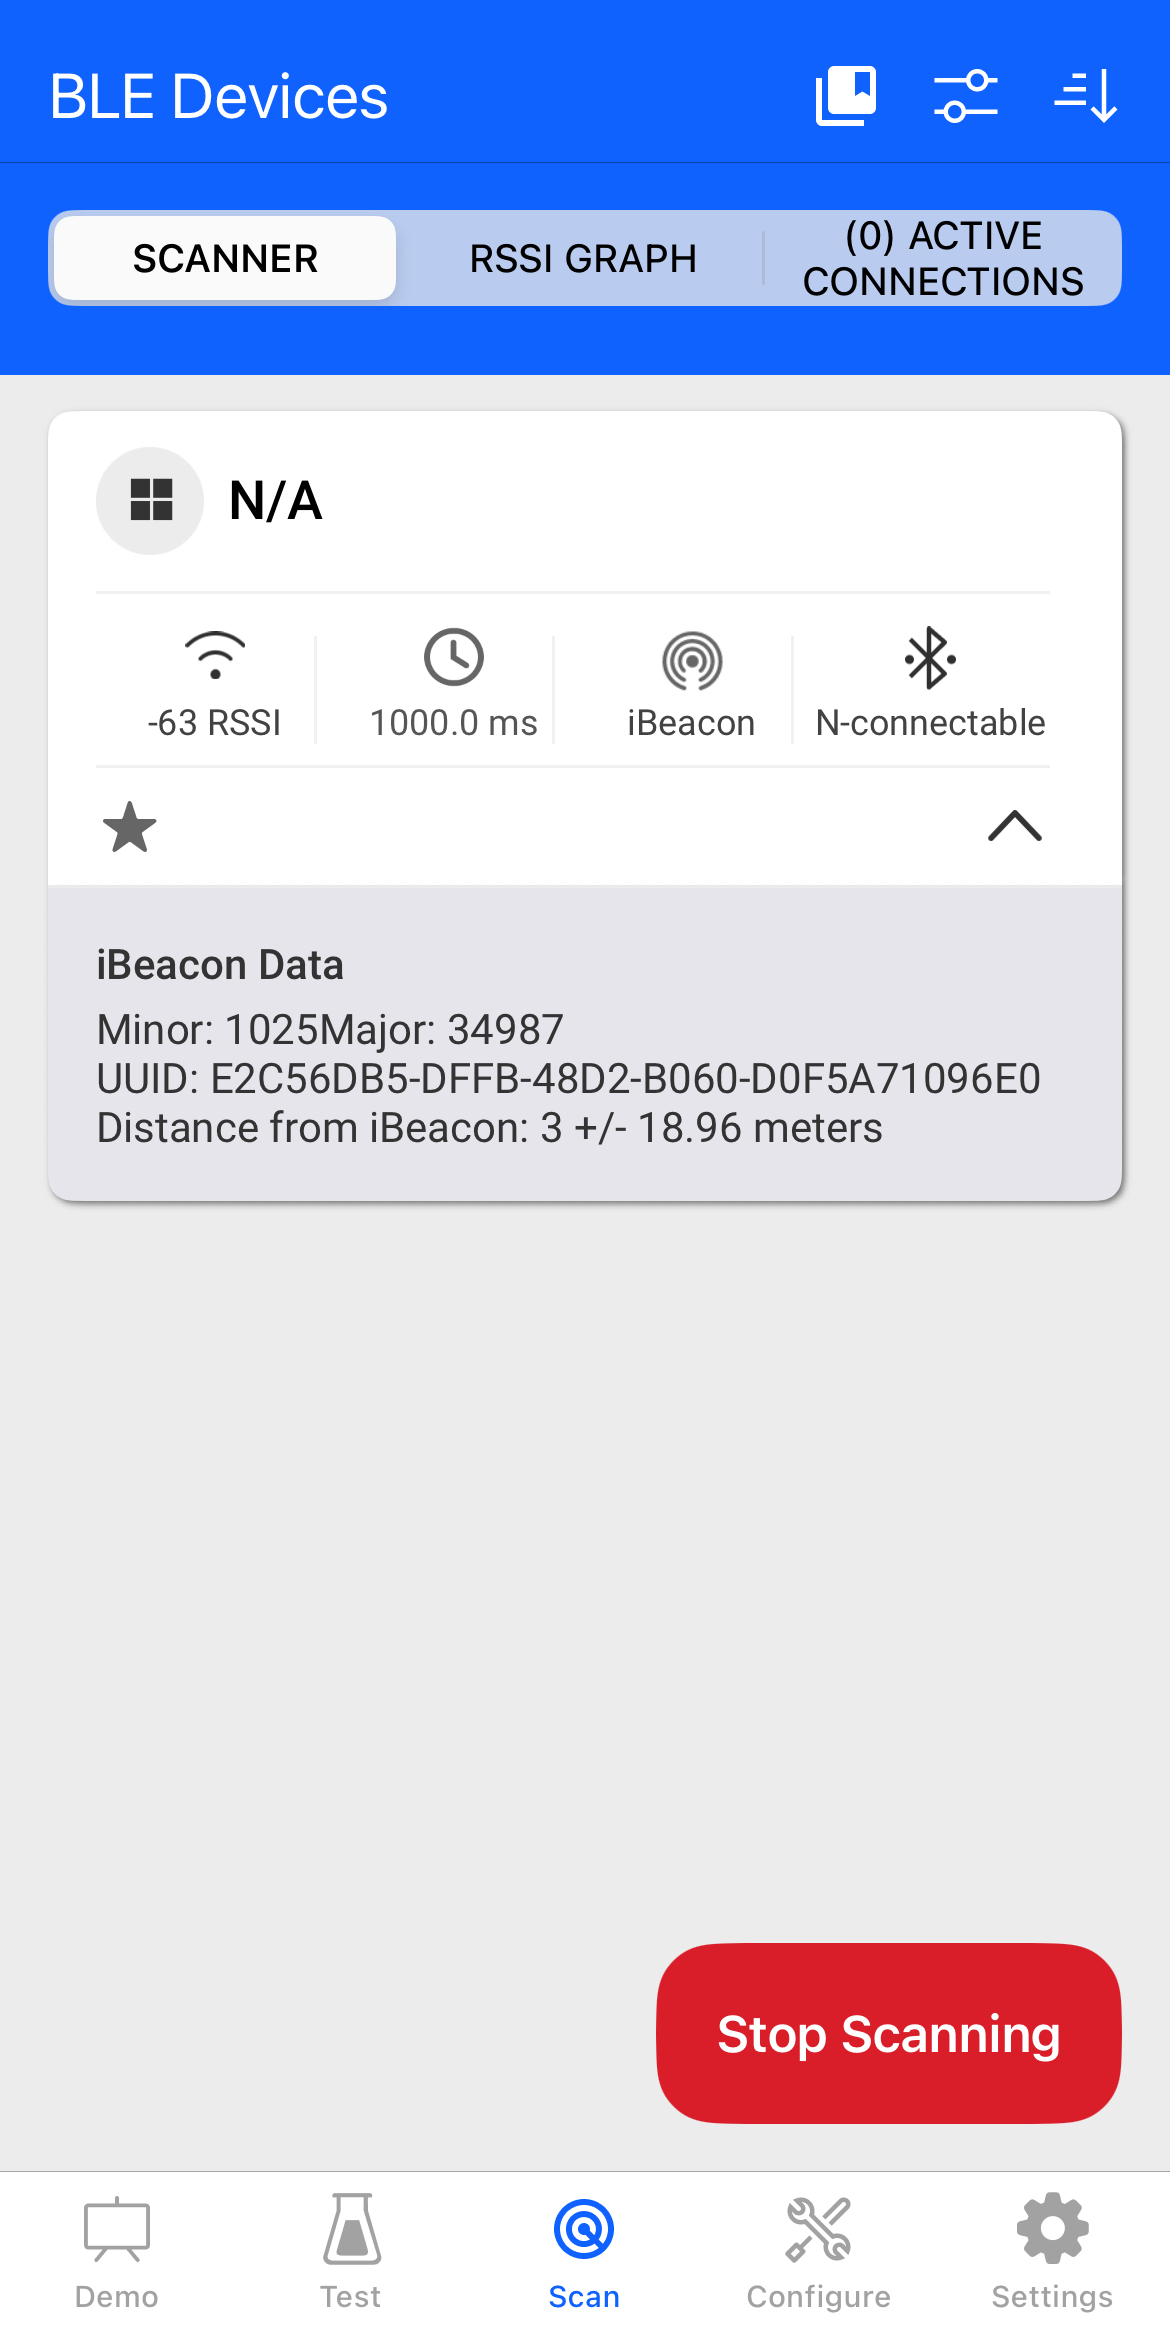 BLE Devices
SCANNER
RSSI GRAPH
(0) ACTIVE
CONNECTIONS
N/A
-63 RSSI
1000.0 ms
iBeacon
N-connectable
iBeacon Data
Minor: 1025Major: 34987
UUID: E2C56DB5-DFFB-48D2-B060-D0F5A71096E0
Distance from iBeacon: 3 +/- 18.96 meters
Stop Scanning
Demo
Test
Scan
Configure
Settings